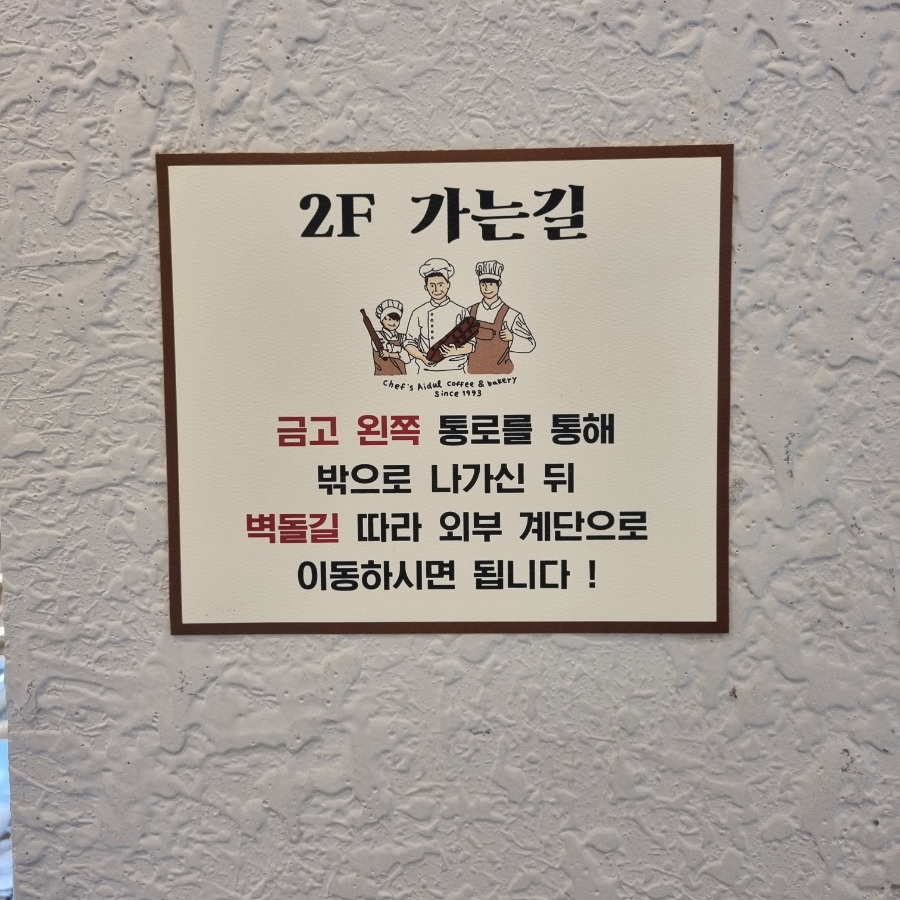 2F 가는길
Chef's Aidul coffee & bakery
Since 1993
금고 왼쪽 통로를 통해
밖으로 나가신 뒤
벽돌길 따라 외부 계단으로
이동하시면 됩니다 !